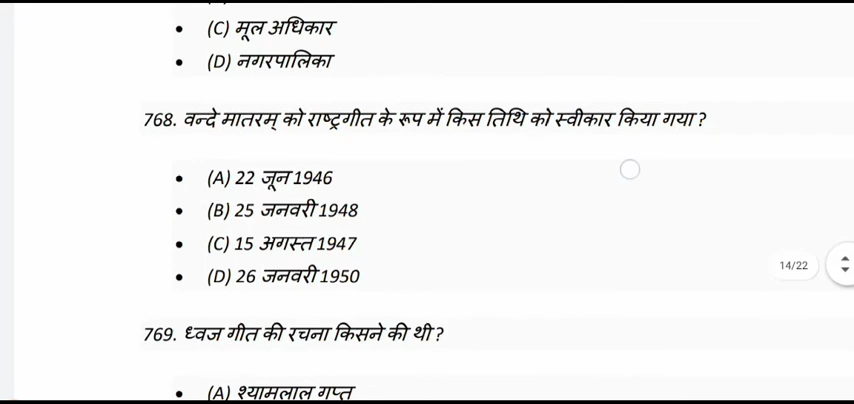 (C) मूल अधिकार
(D) नगरपालिका
768. वन्दे मातरम् को राष्ट्रगीत के रूप में किस तिथि को स्वीकार किया गया?
(A) 22 जून 1946
(B) 25 जनवरी 1948
(C) 15 अगस्त 1947
(D) 26 जनवरी 1950
14/22
769. ध्वज गीत की रचना किसने की थी?
(A) श्यामलाल गुप्त